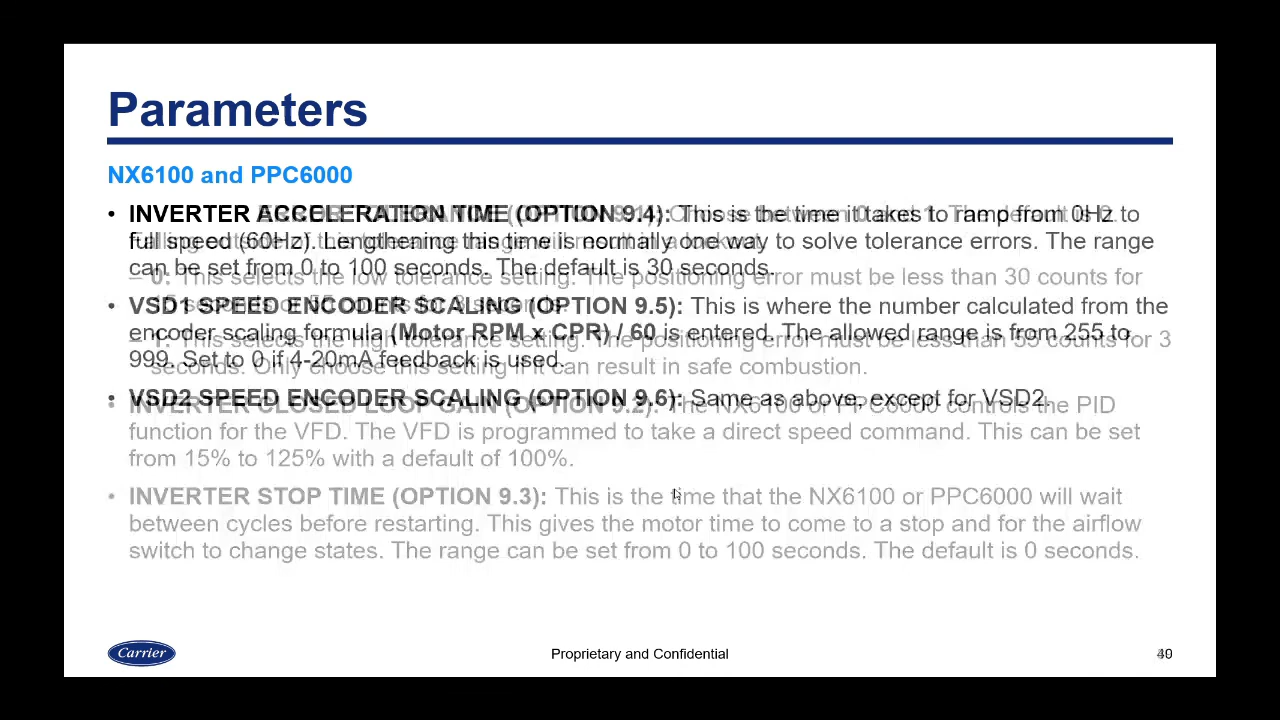 Parameters
NX6100 and PPC6000
• INVERTER ACCELERATION TIME (OPTION 9.4): This is the time it takes to ramp from 0Hz to
full speed (60Hz). Lengthening this time is normally one way to solve tolerance errors. The range
can be set from 0 to 100 seconds. The default is 30 seconds.
– 0: This selects the low tolerance setting. The positioning error must be less than 30 counts for
• VSD1 SPEED ENCODER SCALING (OPTION 9.5): This is where the number calculated from the
encoder scaling formula (Motor RPM x CPR) / 60 is entered. The allowed range is from 255 to
– 1: This selects the high tolerance setting. The positioning error must be less than 55 counts for 3
999. Set to 0 if 4-20mA feedback is used.
seconds. Only choose this setting if it can result in safe combustion.
• VSD2 SPEED ENCODER SCALING (OPTION 9.6): Same as above, except for VSD2.
• INVERTER CLOSED LOOP GAIN (OPTION 9.2): The NX6100 or PPC6000 controls the PID
function for the VFD. The VFD is programmed to take a direct speed command. This can be set
from 15% to 125% with a default of 100%.
• INVERTER STOP TIME (OPTION 9.3): This is the time that the NX6100 or PPC6000 will wait
between cycles before restarting. This gives the motor time to come to a stop and for the airflow
switch to change states. The range can be set from 0 to 100 seconds. The default is 0 seconds.
Carrier
Proprietary and Confidential